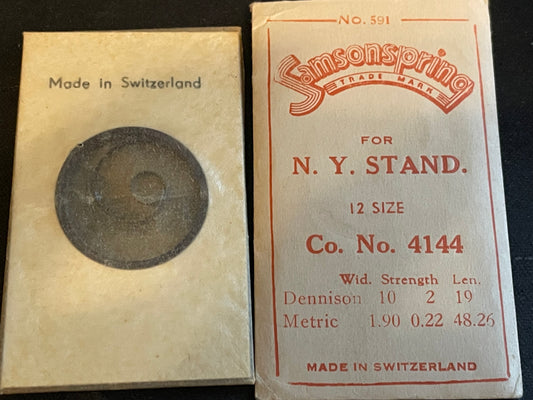 Made in Switzerland
No. 591
Samsonspring
TRADE MARK
FOR
N. Y. STAND.
12 SIZE
Co. No. 4144
Wid. Strength Len.
Dennison 10 2 19
Metric 1.90 0.22 48.26
MADE IN SWITZERLAND